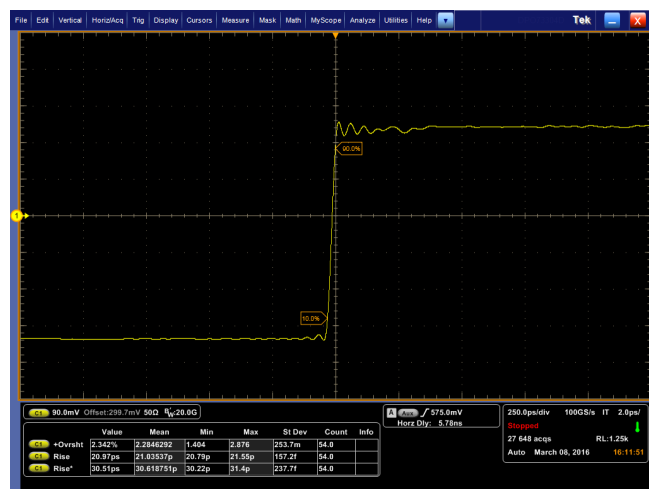 File Edit Vertical Horiz/Acq Trig Display Cursors Measure Mask Math MyScope Analyze Utilities Help Tek X
90.0%
1
10.0%
C1 90.0mV Offset:299.7mV 50Ω BW:20.0G
A Aux 575.0mV
Horz Dly: 5.78ns
250.0ps/div 100GS/s IT 2.0ps/
Stopped
27 648 acqs RL:1.25k
Auto March 08, 2016 16:11:51
Value Mean Min Max St Dev Count Info
C1 +Ovrsht 2.342% 2.2846292 1.404 2.876 253.7m 54.0
C1 Rise 20.97ps 21.03537p 20.79p 21.55p 157.2f 54.0
C1 Rise* 30.51ps 30.618751p 30.22p 31.4p 237.7f 54.0